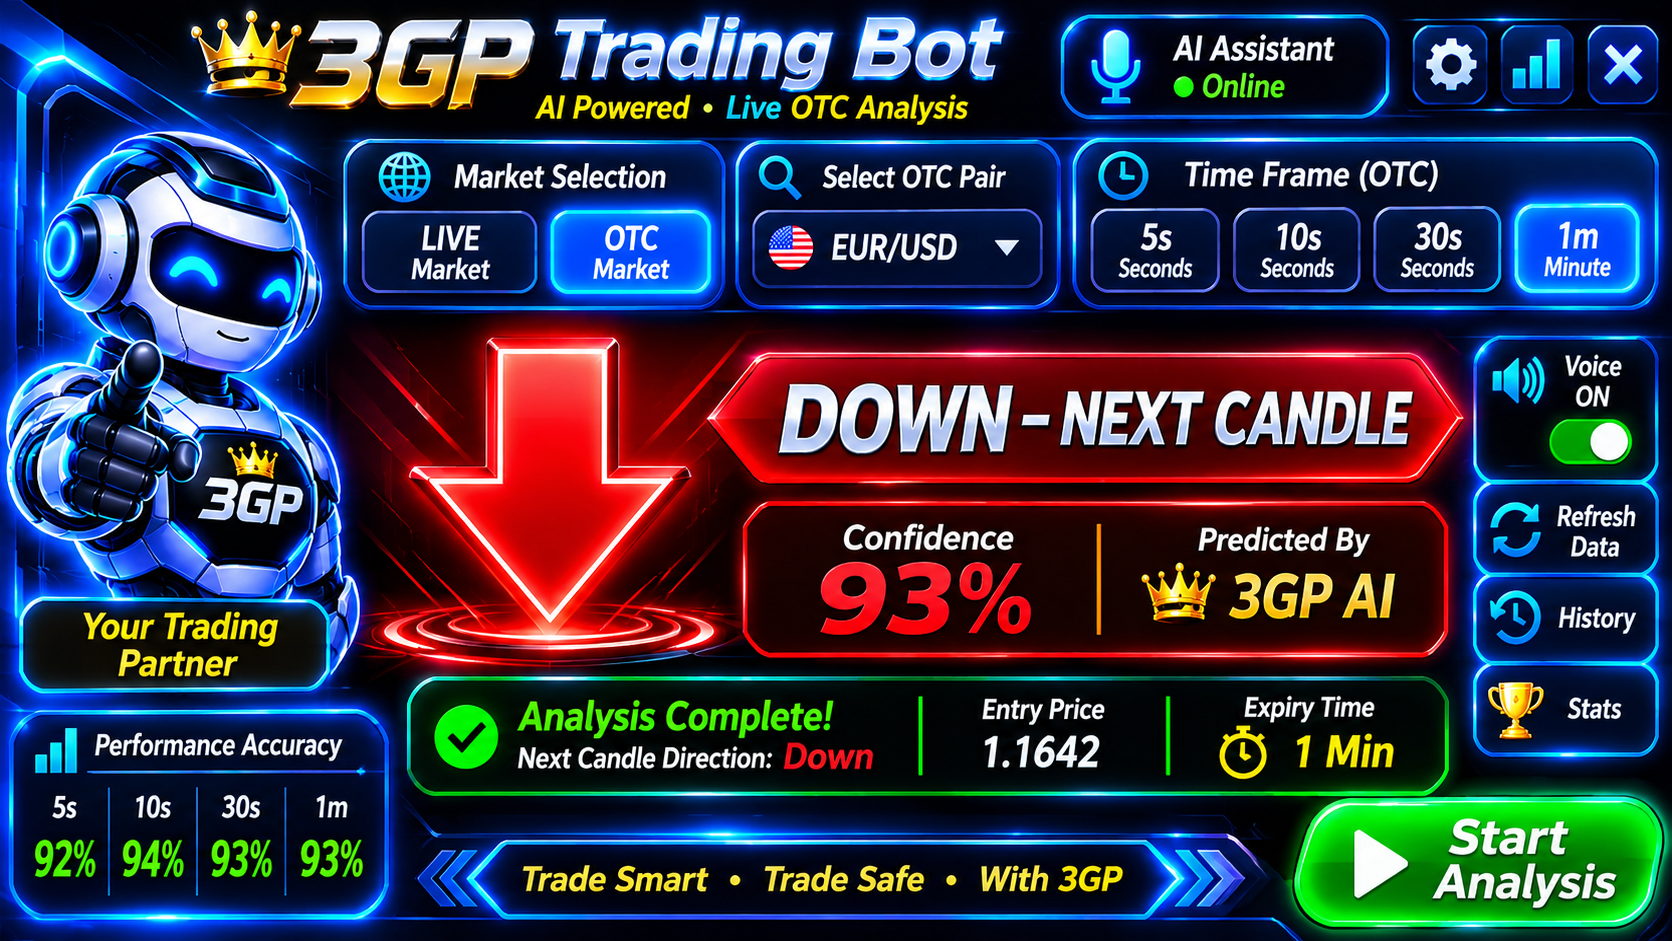 3GP Trading Bot
AI Powered • Live OTC Analysis
AI Assistant
Online
Market Selection
LIVE
Market
OTC
Market
Select OTC Pair
EUR/USD
Time Frame (OTC)
5s
Seconds
10s
Seconds
30s
Seconds
1m
Minute
3GP
Your Trading
Partner
DOWN - NEXT CANDLE
Confidence
93%
Predicted By
3GP AI
Voice
ON
Refresh
Data
History
Stats
Analysis Complete!
Next Candle Direction: Down
Entry Price
1.1642
Expiry Time
1 Min
Performance Accuracy
5s 10s 30s 1m
92% 94% 93% 93%
Trade Smart • Trade Safe • With 3GP
Start
Analysis